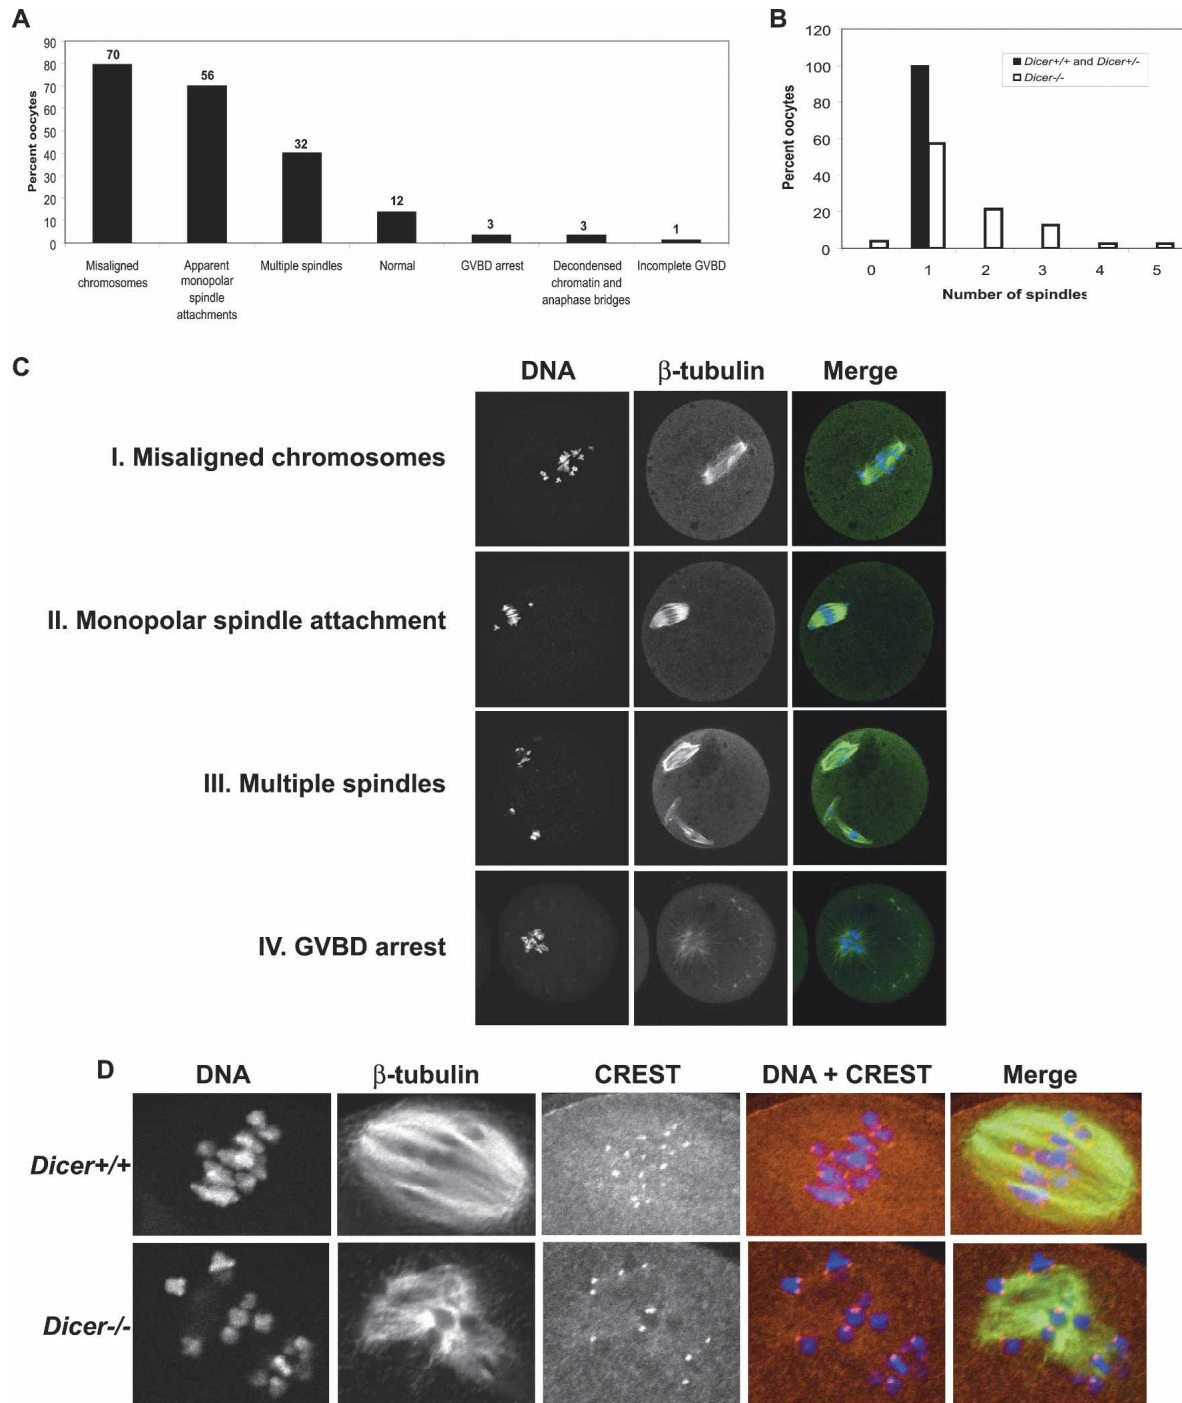 A
Percent oocytes
90
80
70
60
50
40
30
20
10
0
70
56
32
12
3
3
1
Misaligned
chromosomes
Apparent
monopolar
spindle
attachments
Multiple spindles
Normal
GVBD arrest
Decondensed
chromatin and
anaphase bridges
Incomplete GVBD
B
Percent oocytes
120
100
80
60
40
20
0
Dicer+/+ and Dicer+/-
Dicer-/-
0 1 2 3 4 5
Number of spindles
C
DNA β-tubulin Merge
I. Misaligned chromosomes
II. Monopolar spindle attachment
III. Multiple spindles
IV. GVBD arrest
D
DNA β-tubulin CREST DNA + CREST Merge
Dicer+/+
Dicer-/-